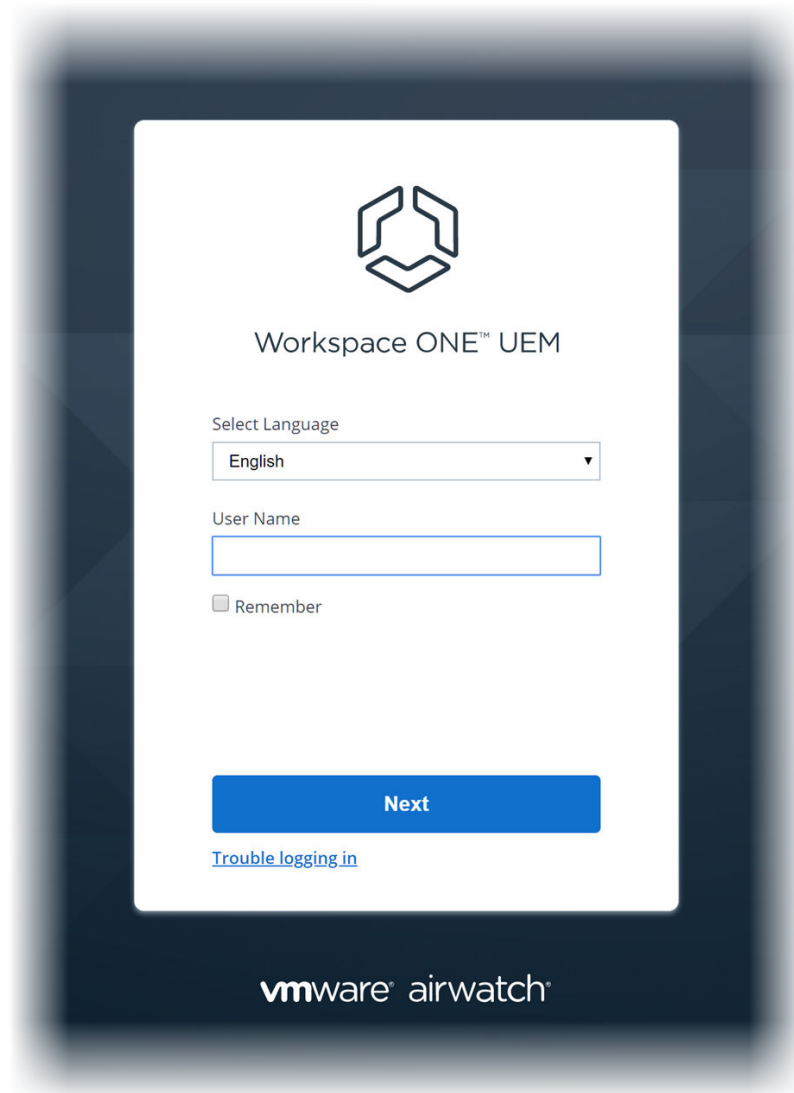 Workspace ONE™ UEM
Select Language
English
User Name
Remember
Next
Trouble logging in
vmware® airwatch®